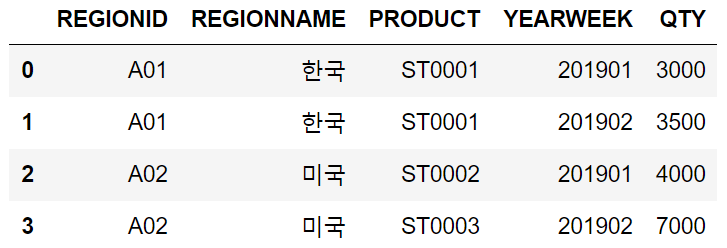 REGIONID REGIONNAME PRODUCT YEARWEEK QTY
0 A01 한국 ST0001 201901 3000
1 A01 한국 ST0001 201902 3500
2 A02 미국 ST0002 201901 4000
3 A02 미국 ST0003 201902 7000